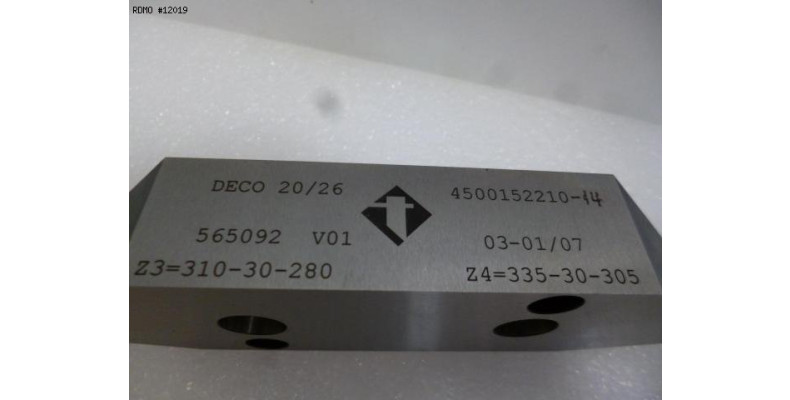 RDMO #12019
DECO 20/26
4500152210-14
565092 V01
03-01/07
Z3=310-30-280
Z4=335-30-305